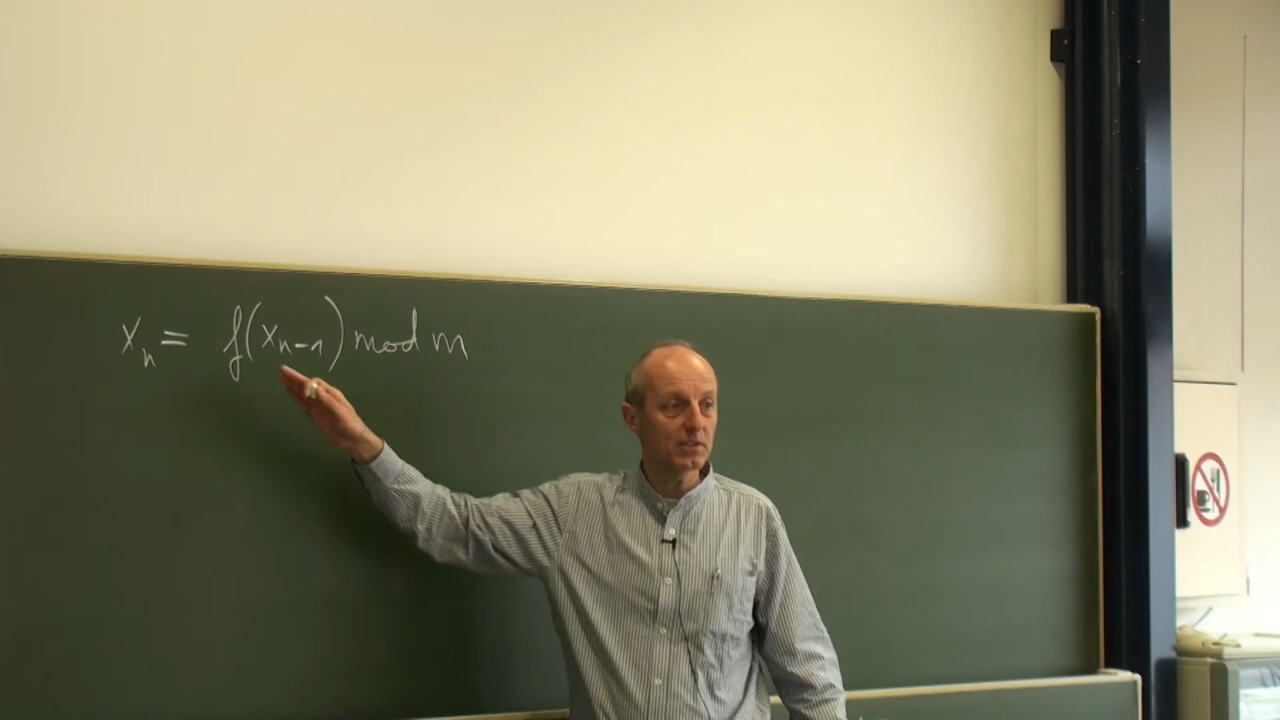 xₙ = f(xₙ₋₁) mod m